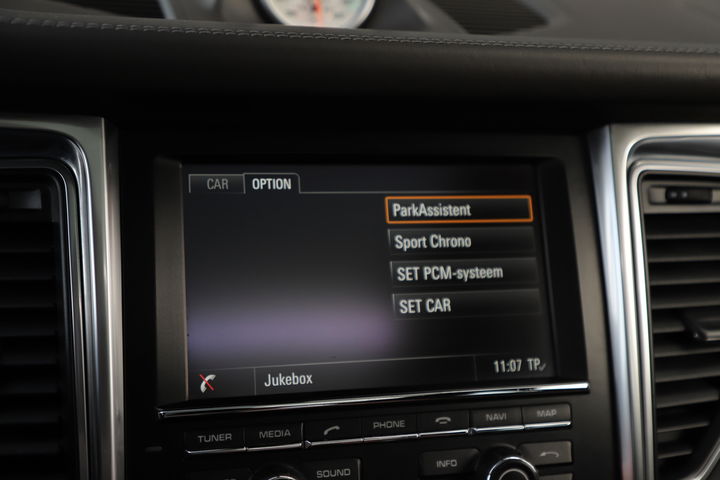 CAR OPTION
ParkAssistent
Sport Chrono
SET PCM-systeem
SET CAR
Jukebox 11:07 TP✓
TUNER MEDIA PHONE NAVI MAP
SOUND INFO